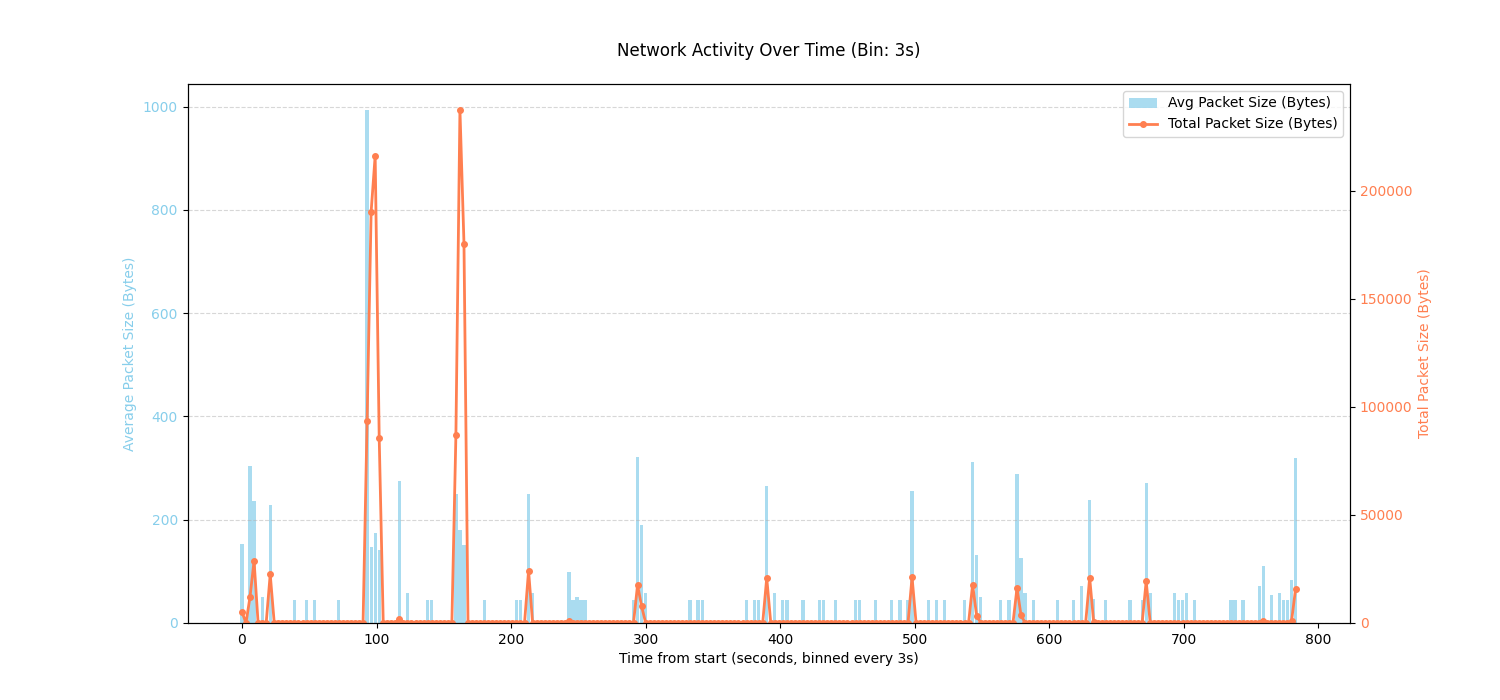 Network Activity Over Time (Bin: 3s)
Avg Packet Size (Bytes)
Total Packet Size (Bytes)
1000
800
600
400
200
0
Average Packet Size (Bytes)
200000
150000
100000
50000
0
Total Packet Size (Bytes)
0 100 200 300 400 500 600 700 800
Time from start (seconds, binned every 3s)